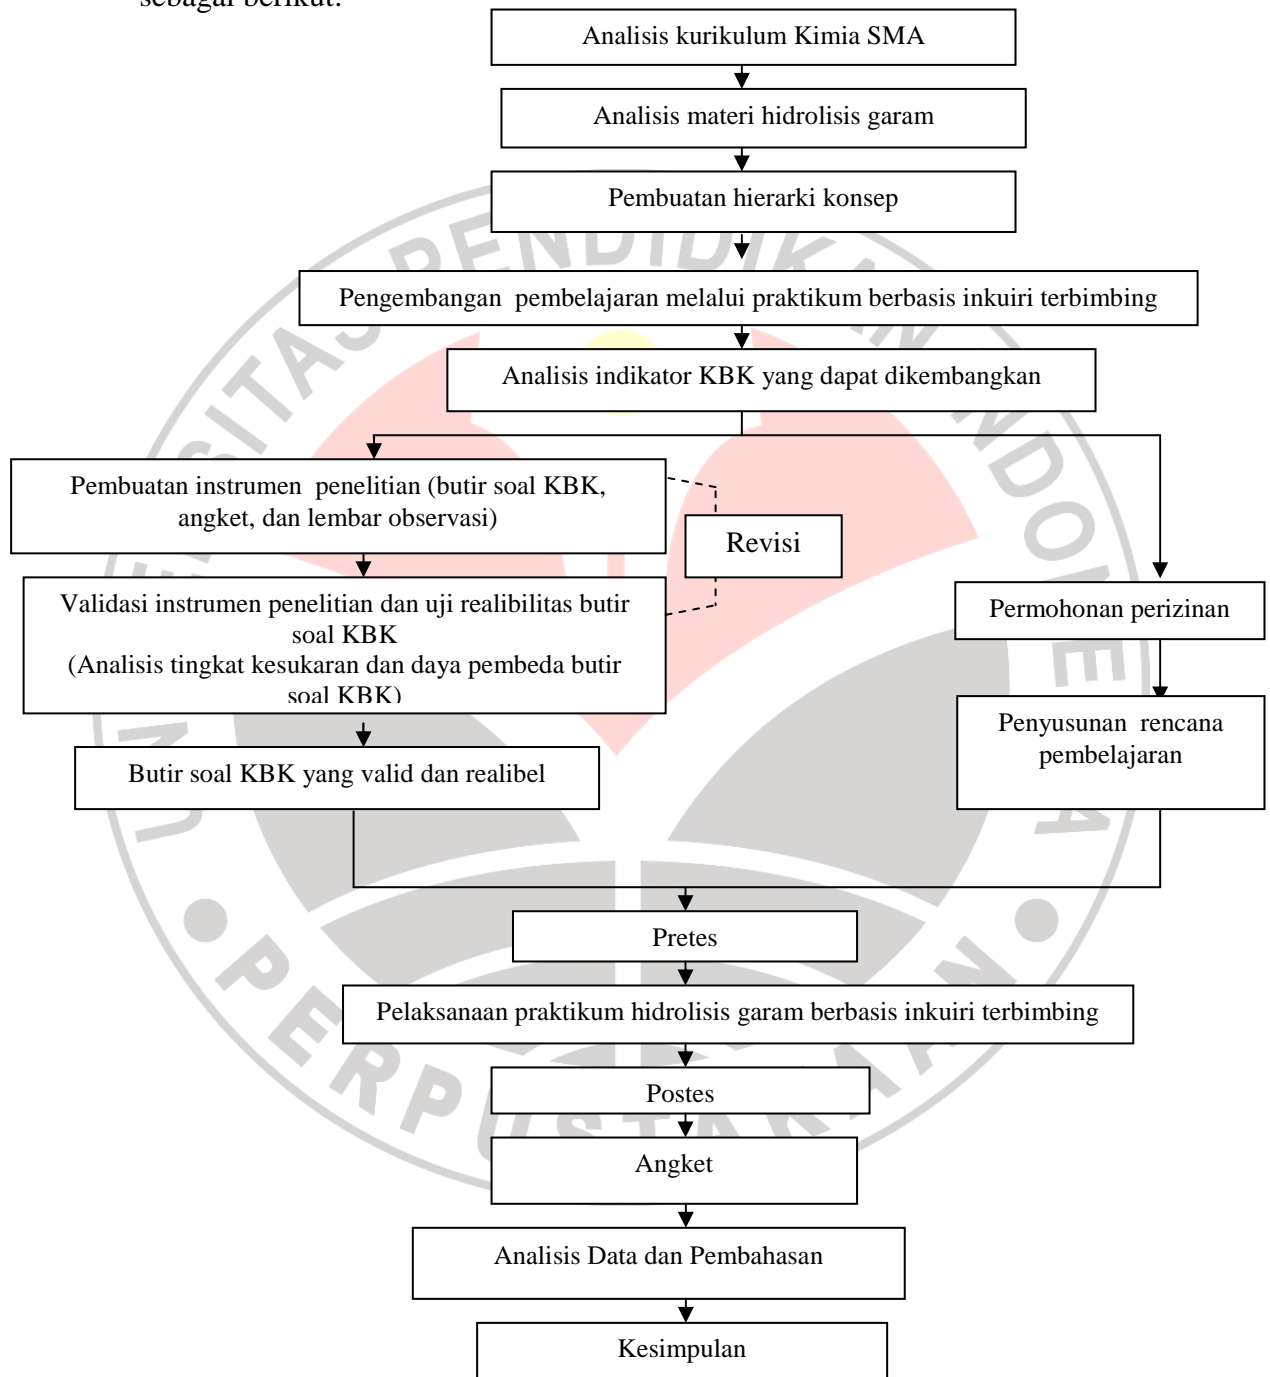 sebagai berikut:
Analisis kurikulum Kimia SMA
Analisis materi hidrolisis garam
Pembuatan hierarki konsep
Pengembangan  pembelajaran melalui praktikum berbasis inkuiri terbimbing
Analisis indikator KBK yang dapat dikembangkan
Pembuatan instrumen  penelitian (butir soal KBK,
angket, dan lembar observasi)
Revisi
Validasi instrumen penelitian dan uji realibilitas butir
soal KBK
(Analisis tingkat kesukaran dan daya pembeda butir
soal KBK)
Permohonan perizinan
Penyusunan  rencana
pembelajaran
Butir soal KBK yang valid dan realibel
Pretes
Pelaksanaan praktikum hidrolisis garam berbasis inkuiri terbimbing
Postes
Angket
Analisis Data dan Pembahasan
Kesimpulan
UNIVERSITAS PENDIDIKAN INDONESIA
PERPUSTAKAAN